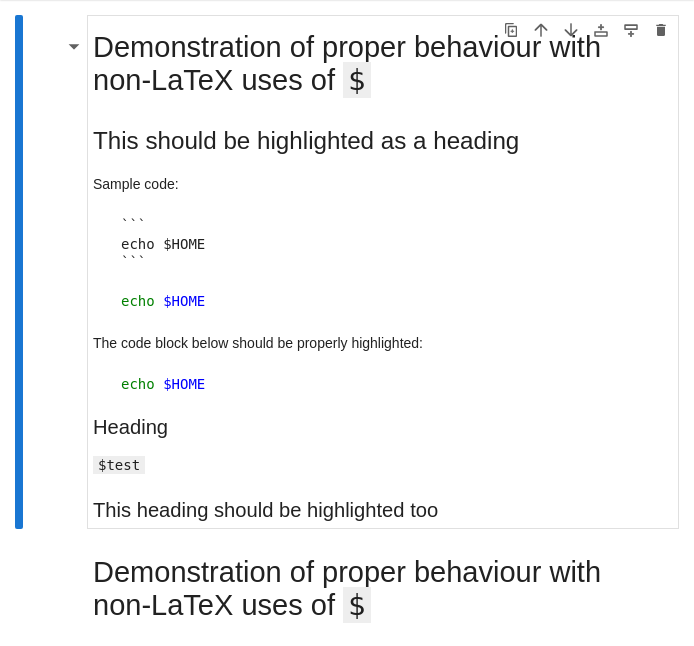 Demonstration of proper behaviour with
non-LaTeX uses of $
This should be highlighted as a heading
Sample code:
```
echo $HOME
```
echo $HOME
The code block below should be properly highlighted:
echo $HOME
Heading
$test
This heading should be highlighted too
Demonstration of proper behaviour with
non-LaTeX uses of $